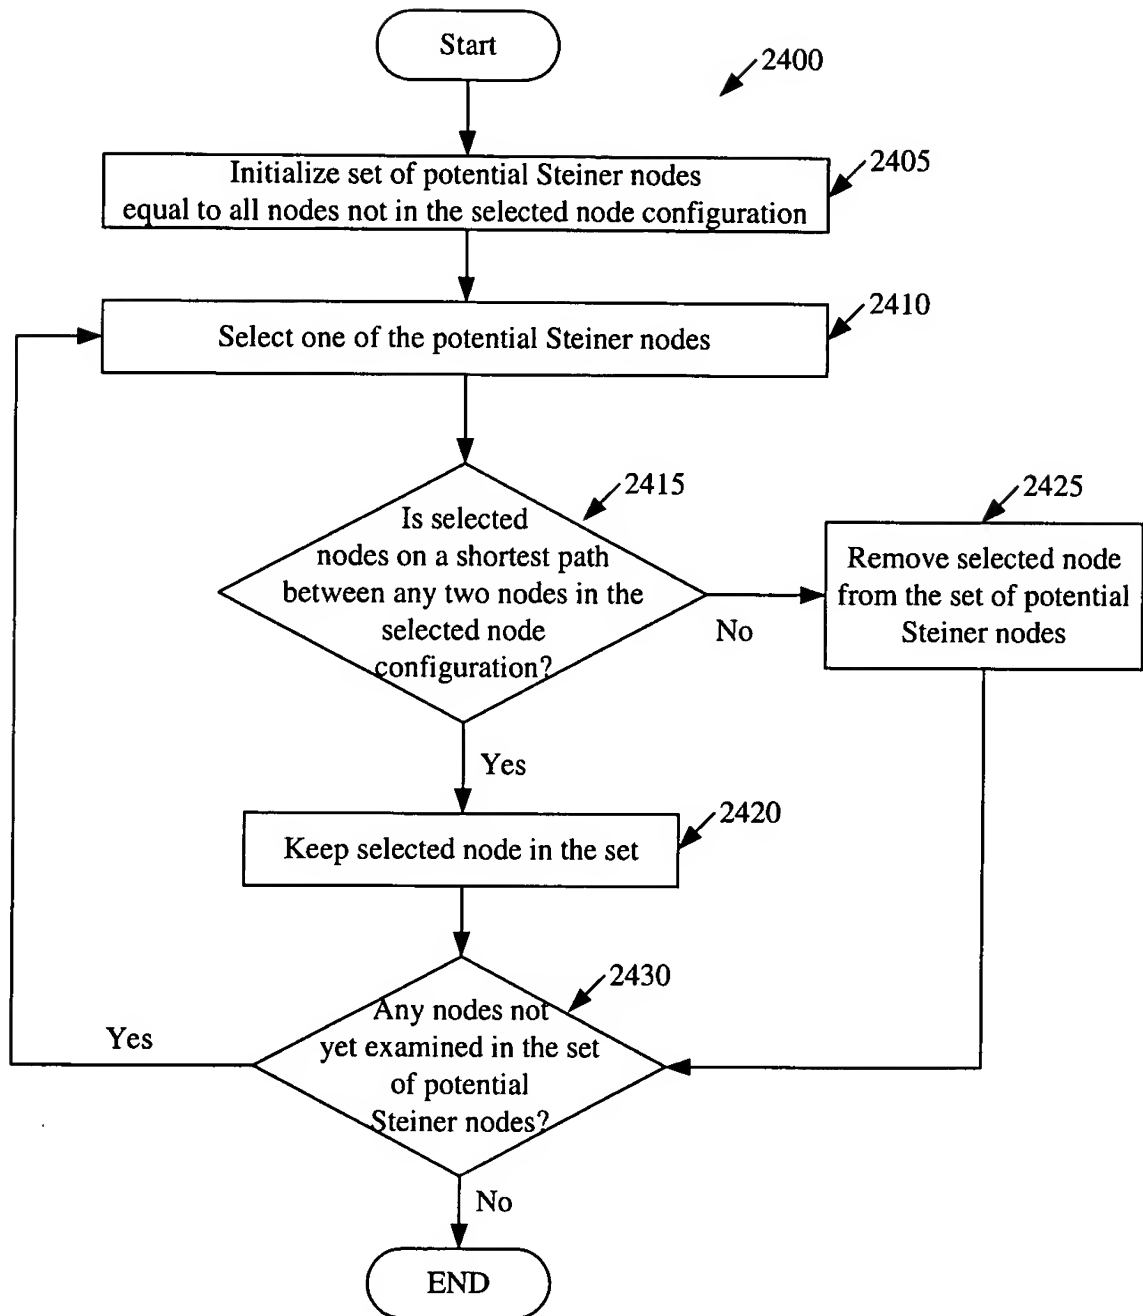 Start
2400
2405
Initialize set of potential Steiner nodes
equal to all nodes not in the selected node configuration
2410
Select one of the potential Steiner nodes
2415
Is selected
nodes on a shortest path
between any two nodes in the
selected node
configuration?
No
2425
Remove selected node
from the set of potential
Steiner nodes
Yes
2420
Keep selected node in the set
2430
Any nodes not
yet examined in the set
of potential
Steiner nodes?
Yes
No
END